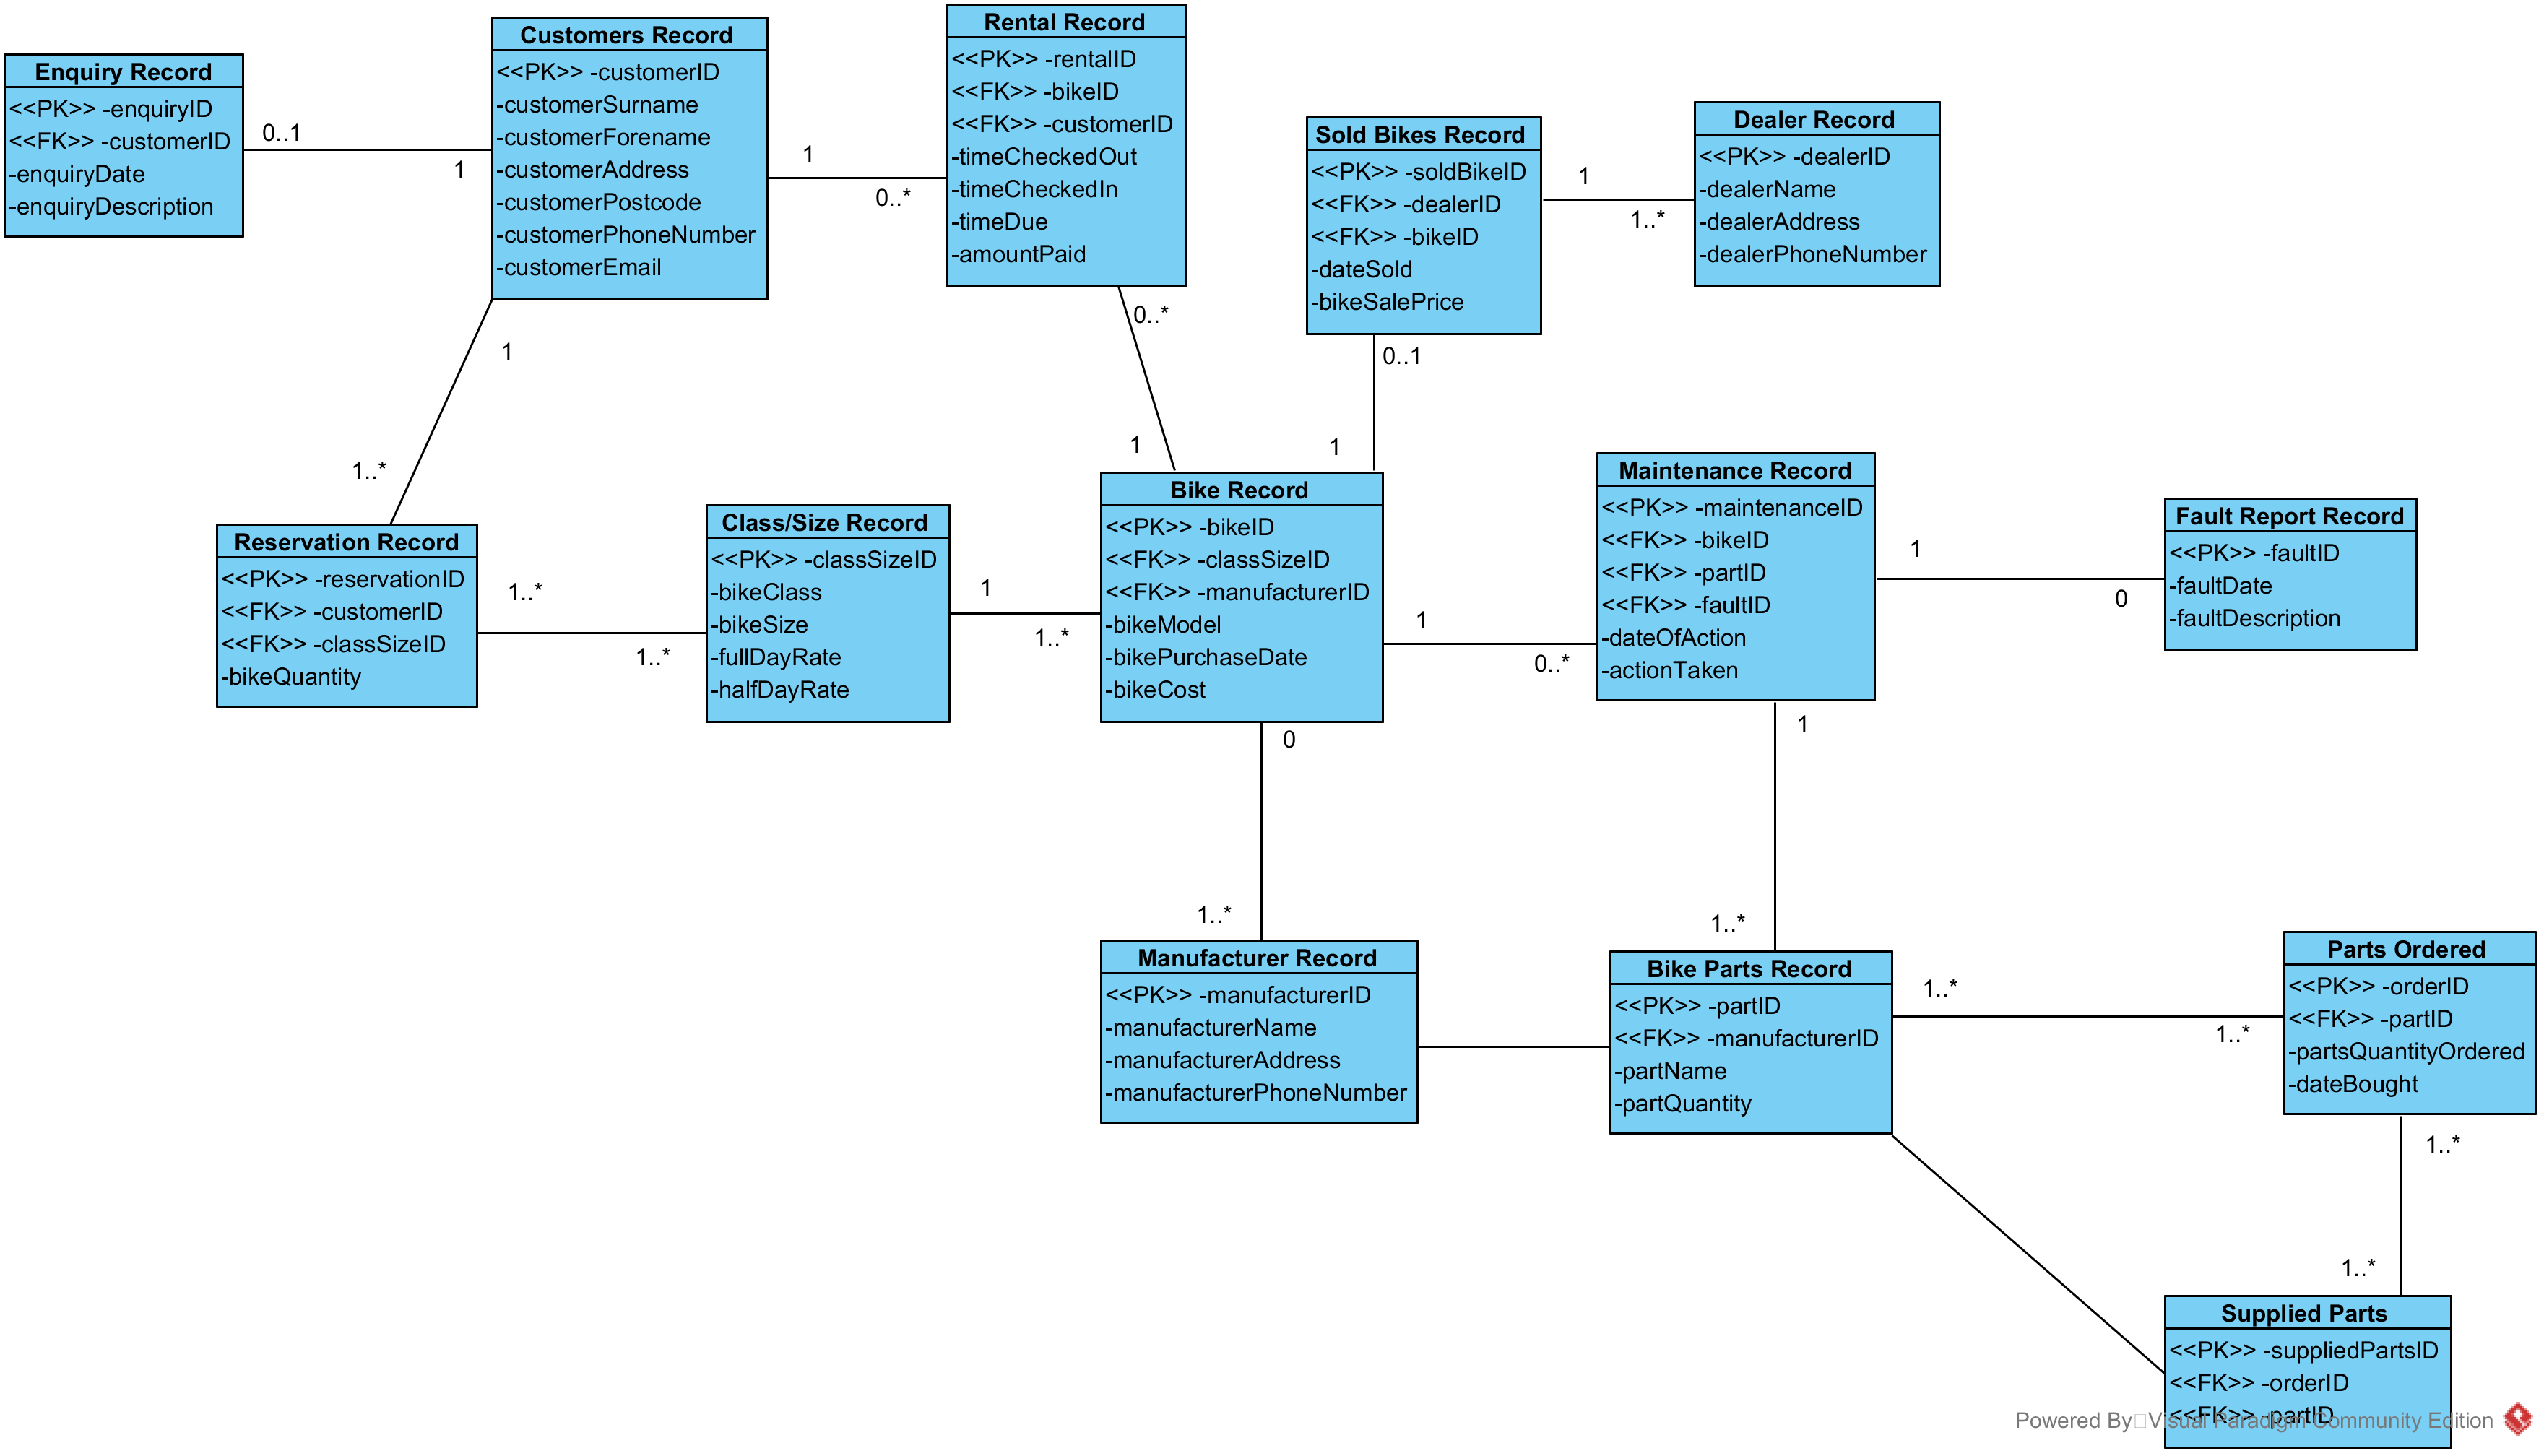 Enquiry Record
<<PK>> -enquiryID
<<FK>> -customerID
-enquiryDate
-enquiryDescription
0..1
1
Customers Record
<<PK>> -customerID
-customerSurname
-customerForename
-customerAddress
-customerPostcode
-customerPhoneNumber
-customerEmail
1
0..*
Rental Record
<<PK>> -rentalID
<<FK>> -bikeID
<<FK>> -customerID
-timeCheckedOut
-timeCheckedIn
-timeDue
-amountPaid
Sold Bikes Record
<<PK>> -soldBikeID
<<FK>> -dealerID
<<FK>> -bikeID
-dateSold
-bikeSalePrice
1
1..*
Dealer Record
<<PK>> -dealerID
-dealerName
-dealerAddress
-dealerPhoneNumber
1
1..*
0..*
1
0..1
1
Reservation Record
<<PK>> -reservationID
<<FK>> -customerID
<<FK>> -classSizeID
-bikeQuantity
1..*
1..*
Class/Size Record
<<PK>> -classSizeID
-bikeClass
-bikeSize
-fullDayRate
-halfDayRate
1
1..*
Bike Record
<<PK>> -bikeID
<<FK>> -classSizeID
<<FK>> -manufacturerID
-bikeModel
-bikePurchaseDate
-bikeCost
1
0..*
Maintenance Record
<<PK>> -maintenanceID
<<FK>> -bikeID
<<FK>> -partID
<<FK>> -faultID
-dateOfAction
-actionTaken
1
0
Fault Report Record
<<PK>> -faultID
-faultDate
-faultDescription
0
1..*
1
1..*
Manufacturer Record
<<PK>> -manufacturerID
-manufacturerName
-manufacturerAddress
-manufacturerPhoneNumber
Bike Parts Record
<<PK>> -partID
<<FK>> -manufacturerID
-partName
-partQuantity
1..*
1..*
Parts Ordered
<<PK>> -orderID
<<FK>> -partID
-partsQuantityOrdered
-dateBought
1..*
1..*
Supplied Parts
<<PK>> -suppliedPartsID
<<FK>> -orderID
<<FK>> -partID
Powered By Visual Paradigm Community Edition